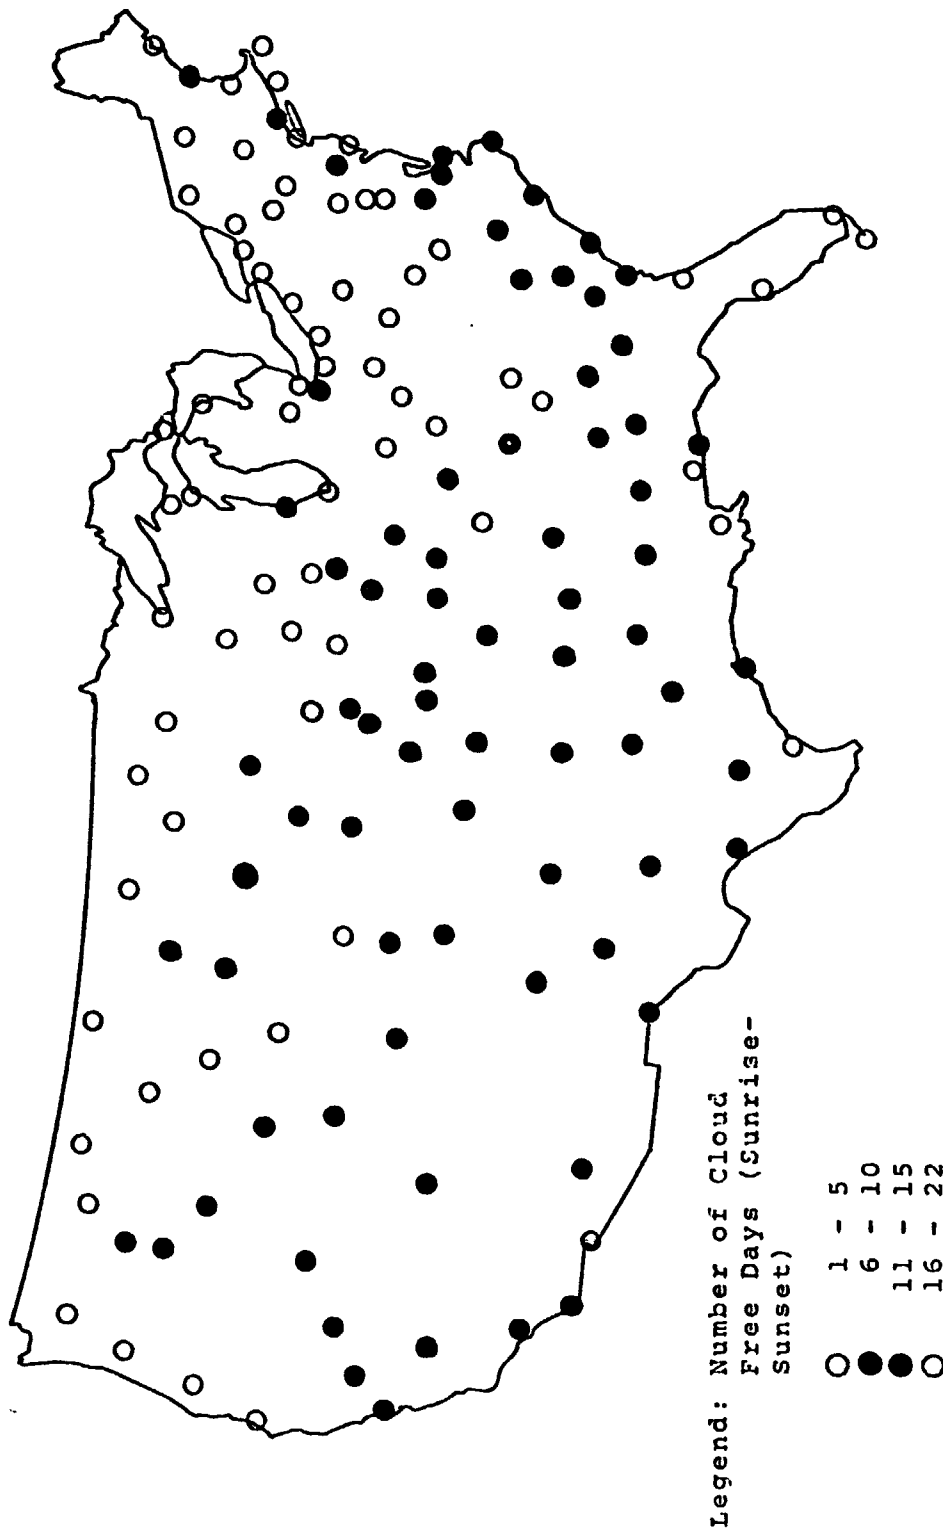 Legend: Number of Cloud
Free Days (Sunrise-
Sunset)
1 - 5
6 - 10
11 - 15
16 - 22